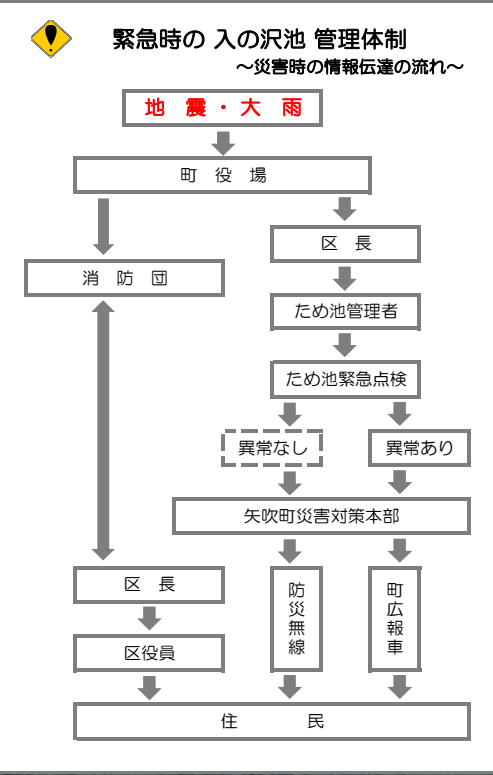 緊急時の 入の沢池 管理体制
～災害時の情報伝達の流れ～
地 震・大 雨
町 役 場
区 長
消 防 団
ため池管理者
ため池緊急点検
異常なし
異常あり
矢吹町災害対策本部
区 長
防災無線
町広報車
区役員
住 民